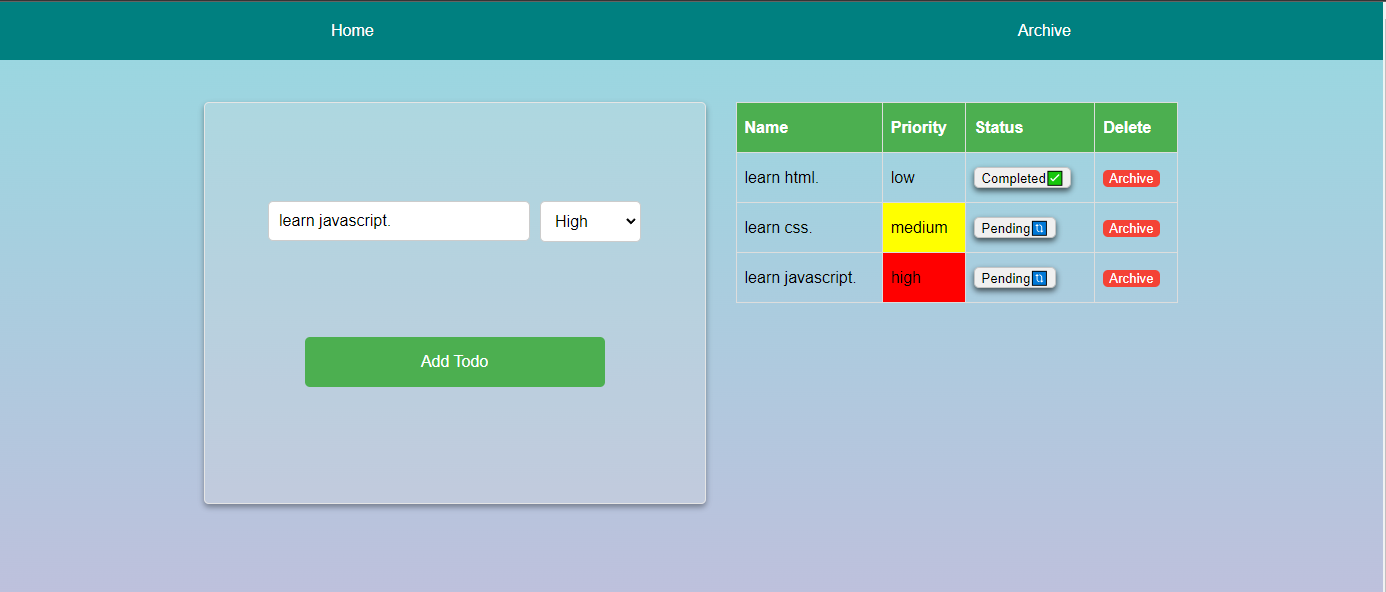 Home Archive
learn javascript. High
Add Todo
Name Priority Status Delete
learn html. low Completed✅ Archive
learn css. medium Pending🔃 Archive
learn javascript. high Pending🔃 Archive